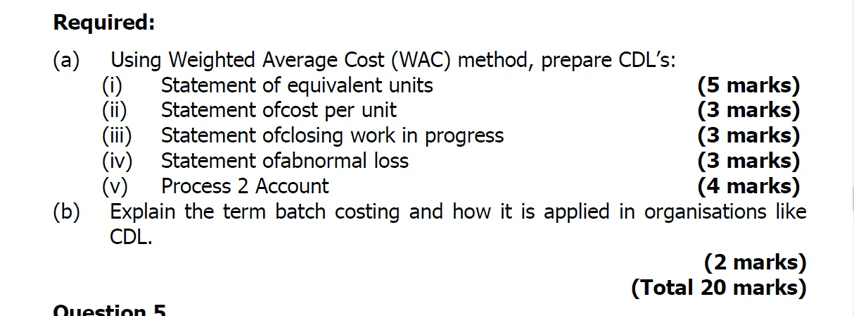 Required:
(a) Using Weighted Average Cost (WAC) method, prepare CDL's:
(i) Statement of equivalent units (5 marks)
(ii) Statement ofcost per unit (3 marks)
(iii) Statement ofclosing work in progress (3 marks)
(iv) Statement ofabnormal loss (3 marks)
(v) Process 2 Account (4 marks)
(b) Explain the term batch costing and how it is applied in organisations like
CDL.
(2 marks)
(Total 20 marks)
Question 5